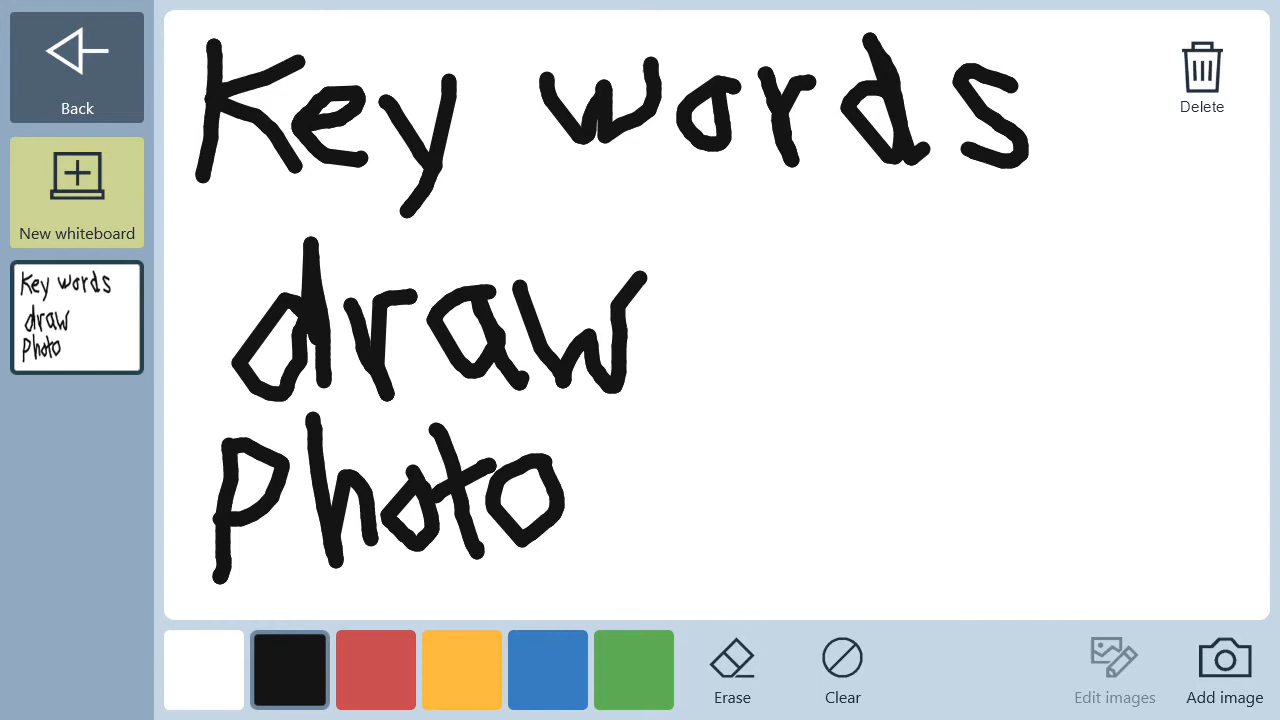 Back
New whiteboard
Key words
draw
Photo
Key words
draw
Photo
Delete
Erase
Clear
Edit images
Add image